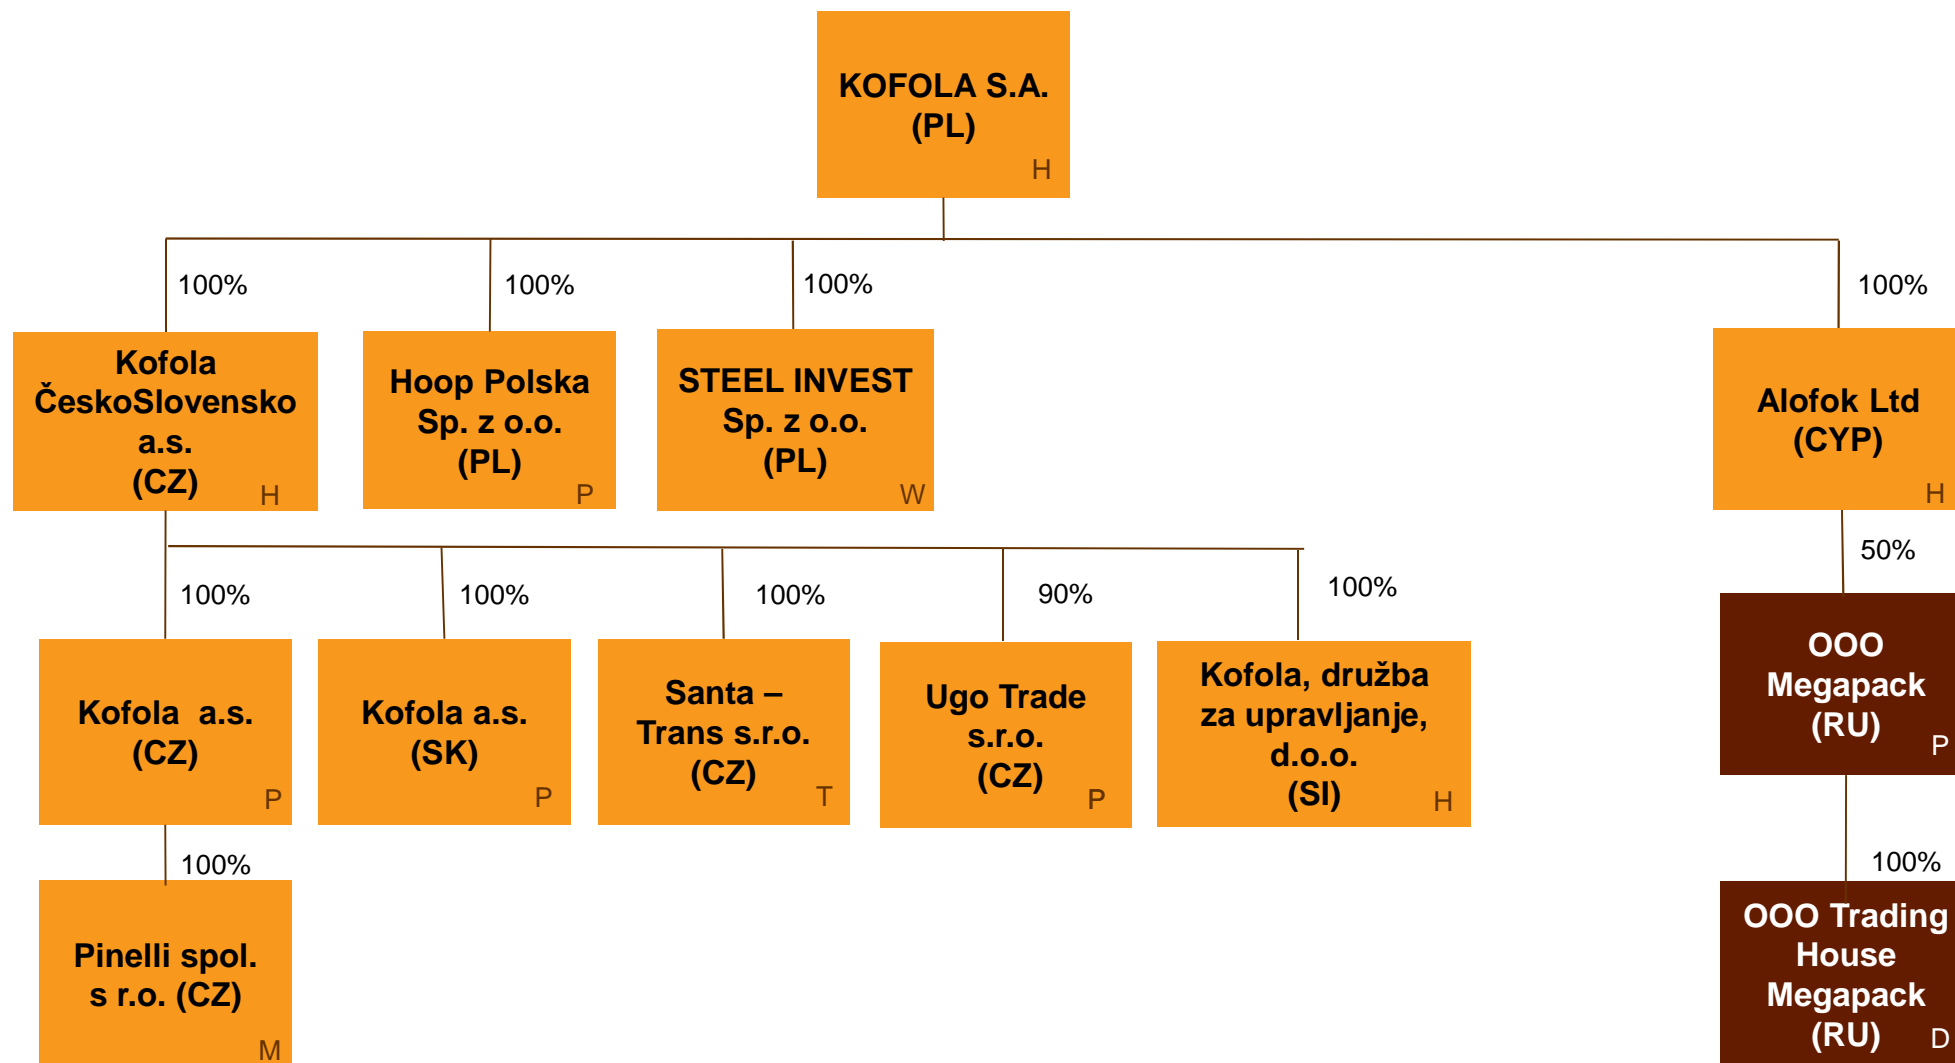 KOFOLA S.A.
(PL)
H
100%
100%
100%
100%
Kofola
ČeskoSlovensko
a.s.
(CZ)
H
Hoop Polska
Sp. z o.o.
(PL)
P
STEEL INVEST
Sp. z o.o.
(PL)
W
Alofok Ltd
(CYP)
H
50%
100%
100%
100%
90%
100%
Kofola  a.s.
(CZ)
P
Kofola a.s.
(SK)
P
Santa –
Trans s.r.o.
(CZ)
T
Ugo Trade
s.r.o.
(CZ)
P
Kofola, družba
za upravljanje,
d.o.o.
(SI)
H
OOO
Megapack
(RU)
P
100%
100%
Pinelli spol.
s r.o. (CZ)
M
OOO Trading
House
Megapack
(RU)
D